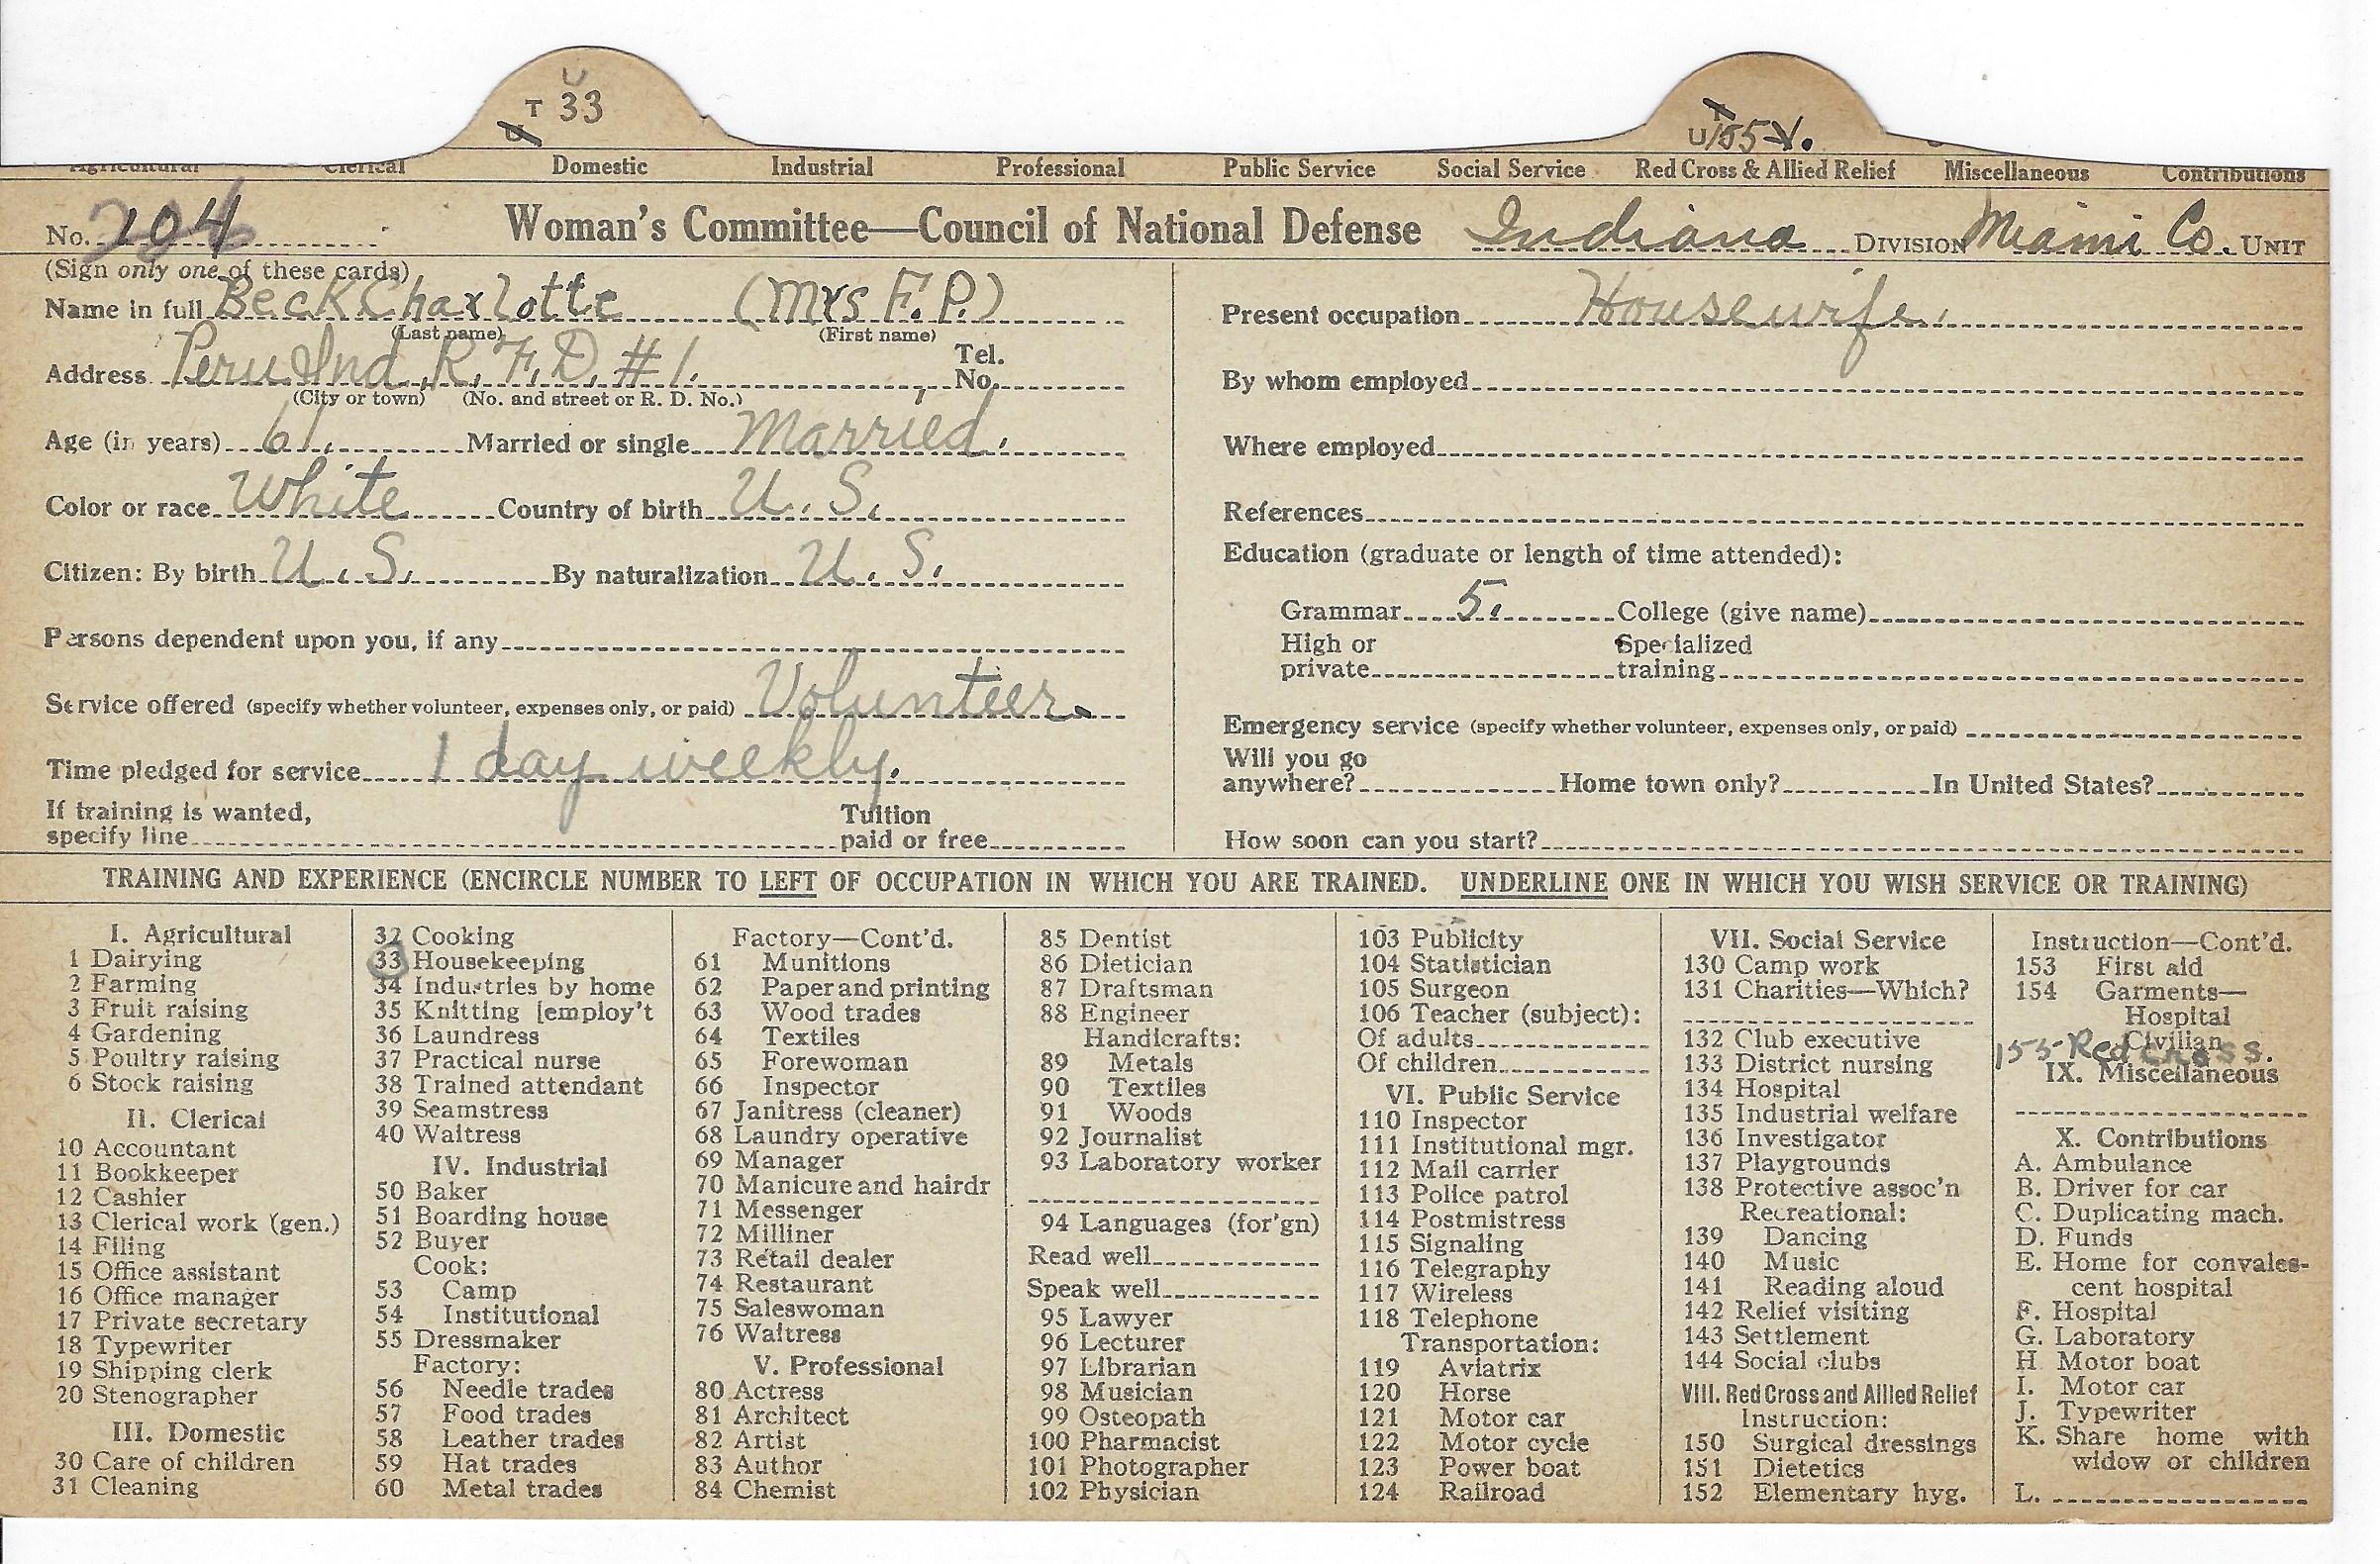 U
T 33
U
T
U 155 V.
Agricultural Clerical Domestic Industrial Professional Public Service Social Service Red Cross & Allied Relief Miscellaneous Contributions
No. 104 Woman's Committee—Council of National Defense Indiana DIVISION Miami Co. UNIT
(Sign only one of these cards)
Name in full Beck Charlotte (Mrs F. P.)
(Last name) (First name)
Address Peru Ind. R. F. D. #1. Tel. No.
(City or town) (No. and street or R. D. No.)
Age (in years) 61. Married or single Married.
Color or race White Country of birth U. S.
Citizen: By birth U. S. By naturalization U. S.
Persons dependent upon you, if any
Service offered (specify whether volunteer, expenses only, or paid) Volunteer.
Time pledged for service 1 day weekly.
If training is wanted,
specify line Tuition paid or free
Present occupation Housewife.
By whom employed
Where employed
References
Education (graduate or length of time attended):
Grammar 5. College (give name)
High or private Specialized training
Emergency service (specify whether volunteer, expenses only, or paid)
Will you go
anywhere? Home town only? In United States?
How soon can you start?
TRAINING AND EXPERIENCE (ENCIRCLE NUMBER TO LEFT OF OCCUPATION IN WHICH YOU ARE TRAINED. UNDERLINE ONE IN WHICH YOU WISH SERVICE OR TRAINING)
I. Agricultural
1 Dairying
2 Farming
3 Fruit raising
4 Gardening
5 Poultry raising
6 Stock raising
II. Clerical
10 Accountant
11 Bookkeeper
12 Cashier
13 Clerical work (gen.)
14 Filing
15 Office assistant
16 Office manager
17 Private secretary
18 Typewriter
19 Shipping clerk
20 Stenographer
III. Domestic
30 Care of children
31 Cleaning
32 Cooking
33 Housekeeping
34 Industries by home
35 Knitting [employ't
36 Laundress
37 Practical nurse
38 Trained attendant
39 Seamstress
40 Waitress
IV. Industrial
50 Baker
51 Boarding house
52 Buyer
Cook:
53 Camp
54 Institutional
55 Dressmaker
Factory:
56 Needle trades
57 Food trades
58 Leather trades
59 Hat trades
60 Metal trades
Factory—Cont'd.
61 Munitions
62 Paper and printing
63 Wood trades
64 Textiles
65 Forewoman
66 Inspector
67 Janitress (cleaner)
68 Laundry operative
69 Manager
70 Manicure and hairdr
71 Messenger
72 Milliner
73 Retail dealer
74 Restaurant
75 Saleswoman
76 Waitress
V. Professional
80 Actress
81 Architect
82 Artist
83 Author
84 Chemist
85 Dentist
86 Dietician
87 Draftsman
88 Engineer
Handicrafts:
89 Metals
90 Textiles
91 Woods
92 Journalist
93 Laboratory worker
94 Languages (for'gn)
Read well
Speak well
95 Lawyer
96 Lecturer
97 Librarian
98 Musician
99 Osteopath
100 Pharmacist
101 Photographer
102 Physician
103 Publicity
104 Statistician
105 Surgeon
106 Teacher (subject):
Of adults
Of children
VI. Public Service
110 Inspector
111 Institutional mgr.
112 Mail carrier
113 Police patrol
114 Postmistress
115 Signaling
116 Telegraphy
117 Wireless
118 Telephone
Transportation:
119 Aviatrix
120 Horse
121 Motor car
122 Motor cycle
123 Power boat
124 Railroad
VII. Social Service
130 Camp work
131 Charities—Which?
132 Club executive
133 District nursing
134 Hospital
135 Industrial welfare
136 Investigator
137 Playgrounds
138 Protective assoc'n
Recreational:
139 Dancing
140 Music
141 Reading aloud
142 Relief visiting
143 Settlement
144 Social clubs
VIII. Red Cross and Allied Relief
Instruction:
150 Surgical dressings
151 Dietetics
152 Elementary hyg.
Instruction—Cont'd.
153 First aid
154 Garments—
Hospital
Civilian
155 Red Cross.
IX. Miscellaneous
X. Contributions
A. Ambulance
B. Driver for car
C. Duplicating mach.
D. Funds
E. Home for convales-
cent hospital
F. Hospital
G. Laboratory
H. Motor boat
I. Motor car
J. Typewriter
K. Share home with
widow or children
L.